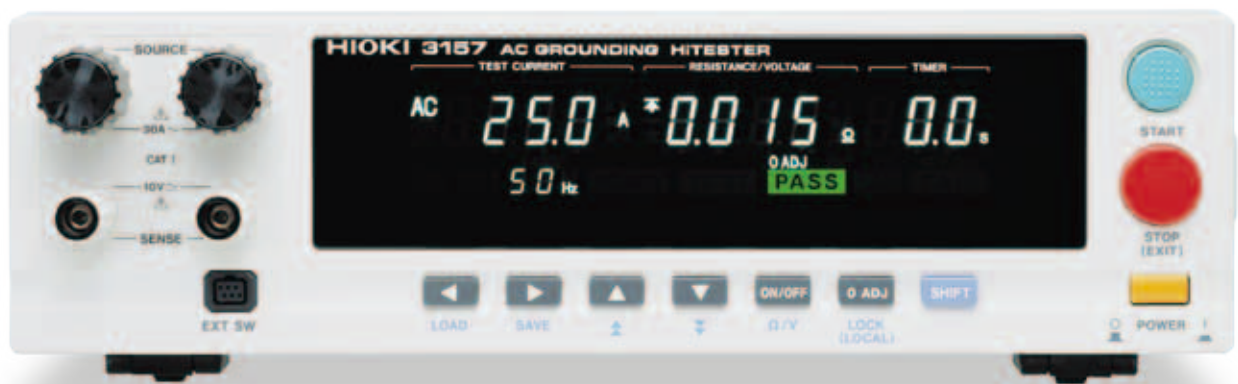 SOURCE
30A
CAT I
10V
SENSE
EXT SW
HIOKI 3157 AC GROUNDING HiTESTER
TEST CURRENT RESISTANCE/VOLTAGE TIMER
AC 25.0 A 0.015 Ω 0.0 s
0 ADJ
50 Hz PASS
ON/OFF 0 ADJ SHIFT
LOAD SAVE Ω/V LOCK
(LOCAL)
START
STOP
(EXIT)
POWER